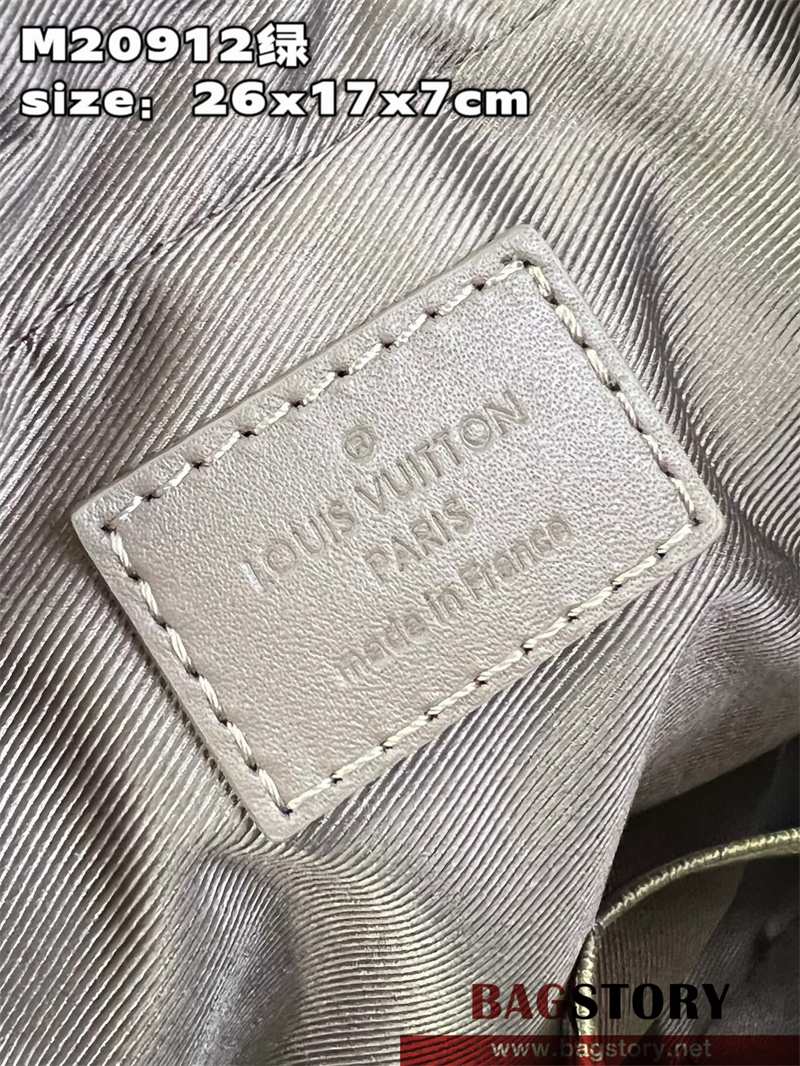 M20912绿
size：26x17x7cm
®
LOUIS VUITTON
PARIS
made in France
BAGSTORY
www.bagstory.net